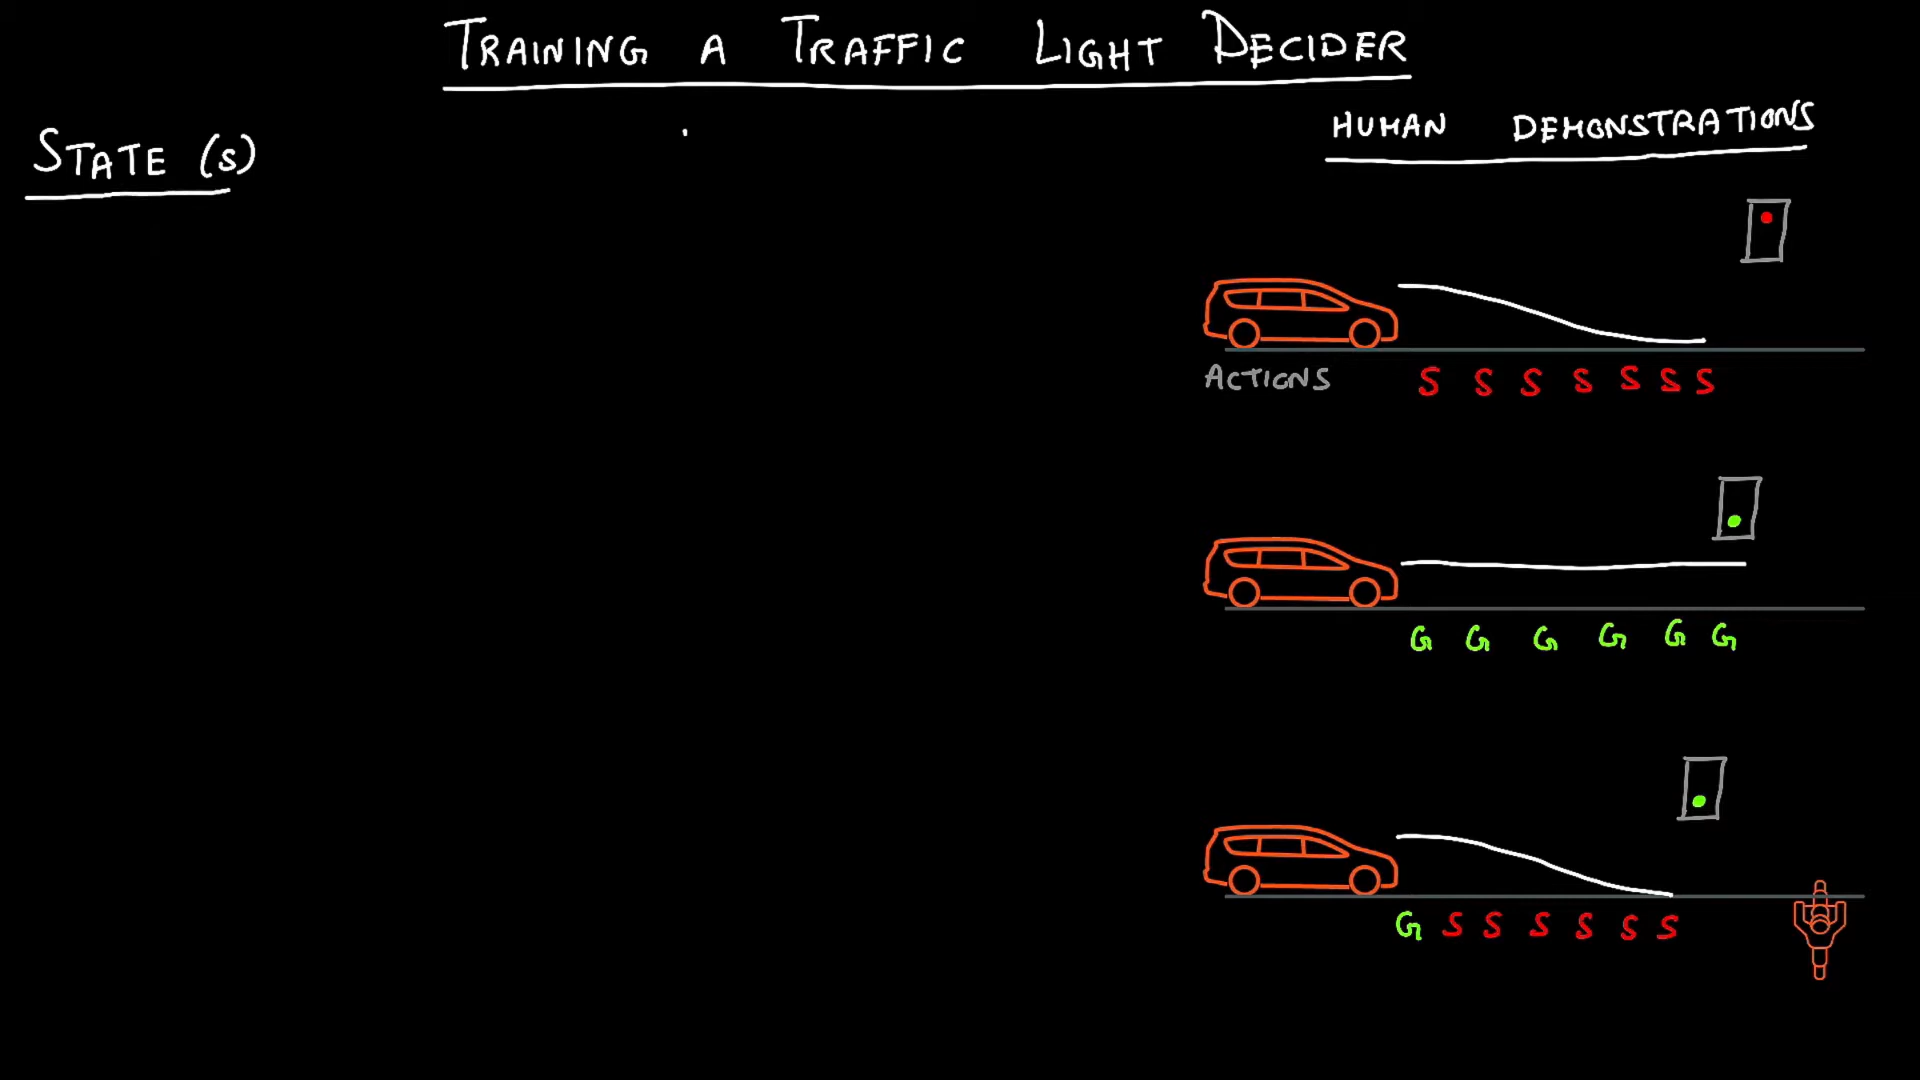 TRAINING A TRAFFIC LIGHT DECIDER
STATE (s)
HUMAN DEMONSTRATIONS
ACTIONS S S S S S S S
G G G G G G
G S S S S S S